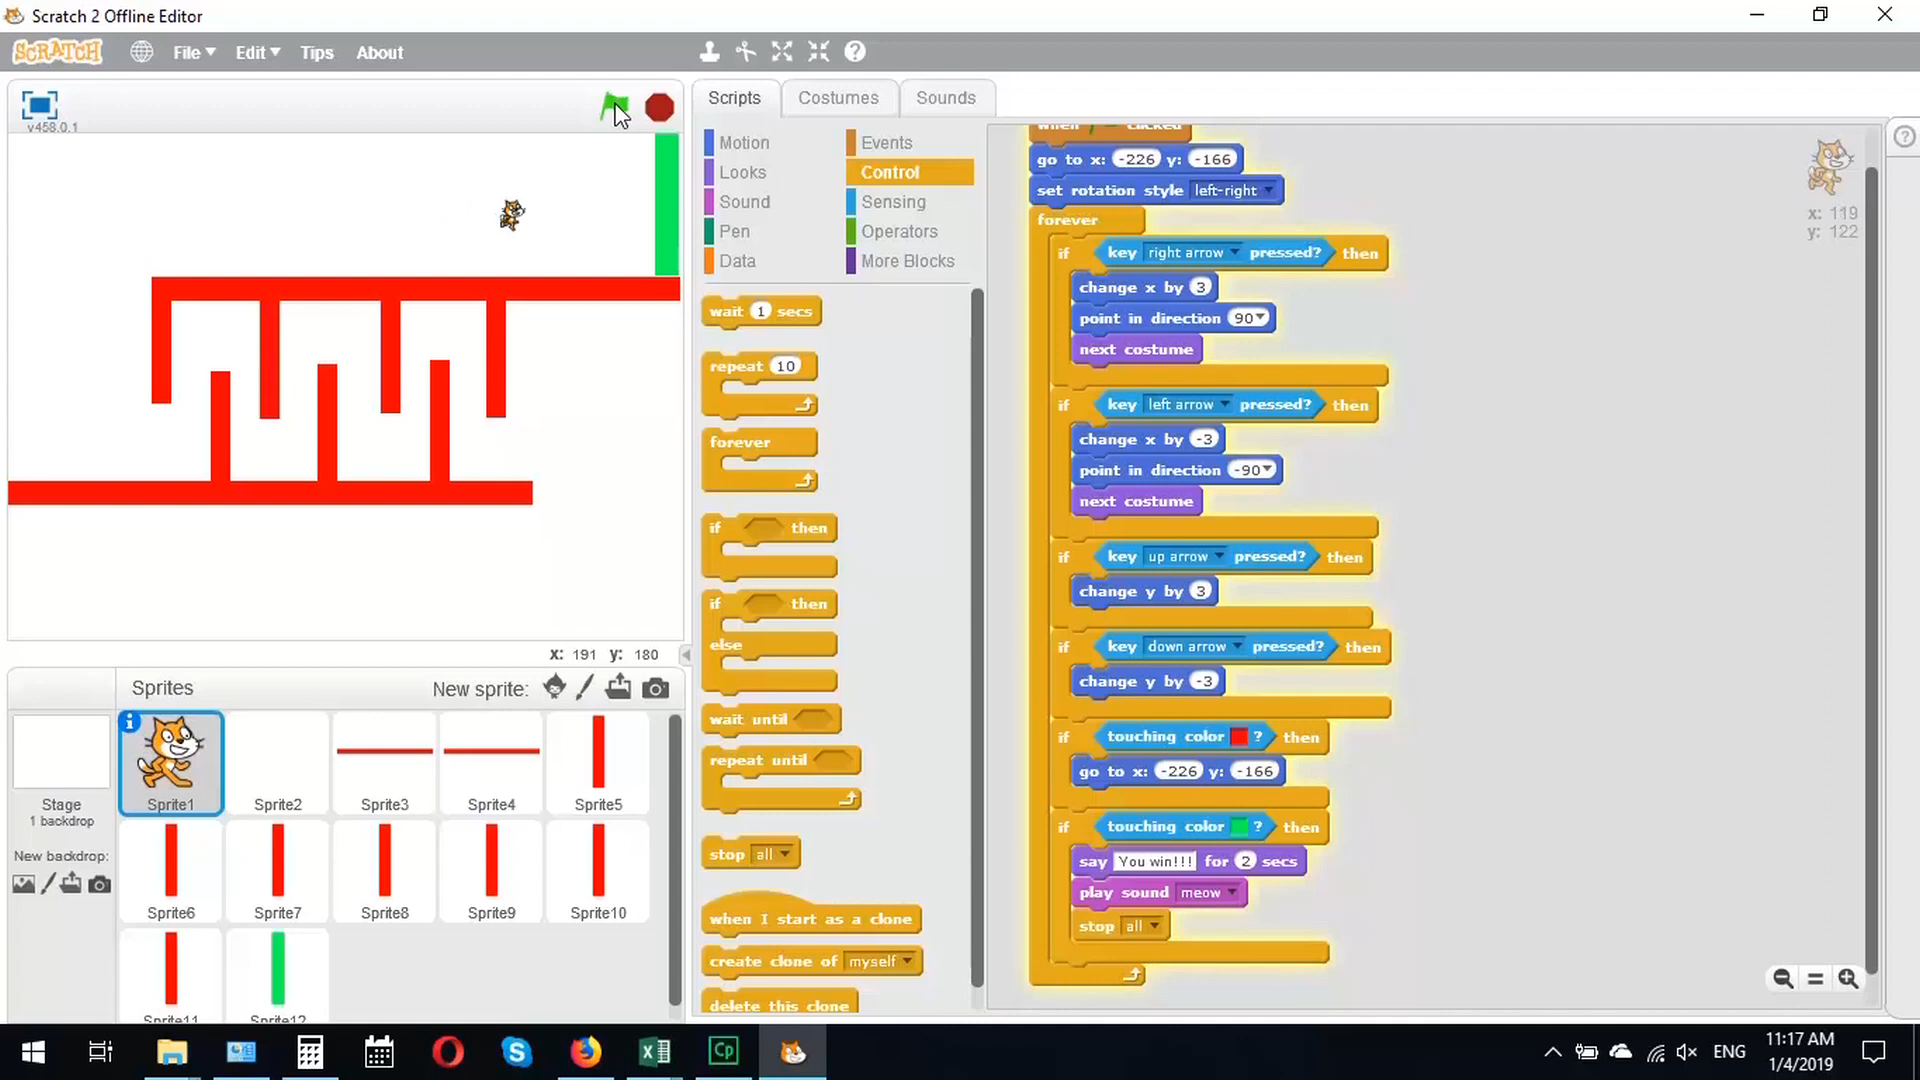 Scratch 2 Offline Editor
SCRATCH File Edit Tips About
v458.0.1
Scripts Costumes Sounds
Motion Events
Looks Control
Sound Sensing
Pen Operators
Data More Blocks
wait 1 secs
repeat 10
forever
if then
if then
else
wait until
repeat until
stop all
when I start as a clone
create clone of myself
delete this clone
when clicked
go to x: -226 y: -166
set rotation style left-right
forever
if key right arrow pressed? then
change x by 3
point in direction 90
next costume
if key left arrow pressed? then
change x by -3
point in direction -90
next costume
if key up arrow pressed? then
change y by 3
if key down arrow pressed? then
change y by -3
if touching color ? then
go to x: -226 y: -166
if touching color ? then
say You win!!! for 2 secs
play sound meow
stop all
x: 119
y: 122
x: 191 y: 180
Sprites New sprite:
Stage
1 backdrop
New backdrop:
Sprite1 Sprite2 Sprite3 Sprite4 Sprite5
Sprite6 Sprite7 Sprite8 Sprite9 Sprite10
Sprite11 Sprite12
Cp
ENG
11:17 AM
1/4/2019